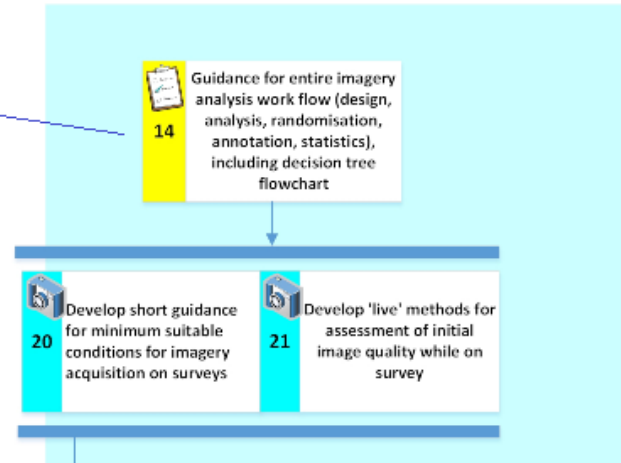 Guidance for entire imagery
analysis work flow (design,
14
analysis, randomisation,
annotation, statistics),
including decision tree
flowchart
20
Develop short guidance
for minimum suitable
conditions for imagery
acquisition on surveys
21
Develop 'live' methods for
assessment of initial
image quality while on
survey